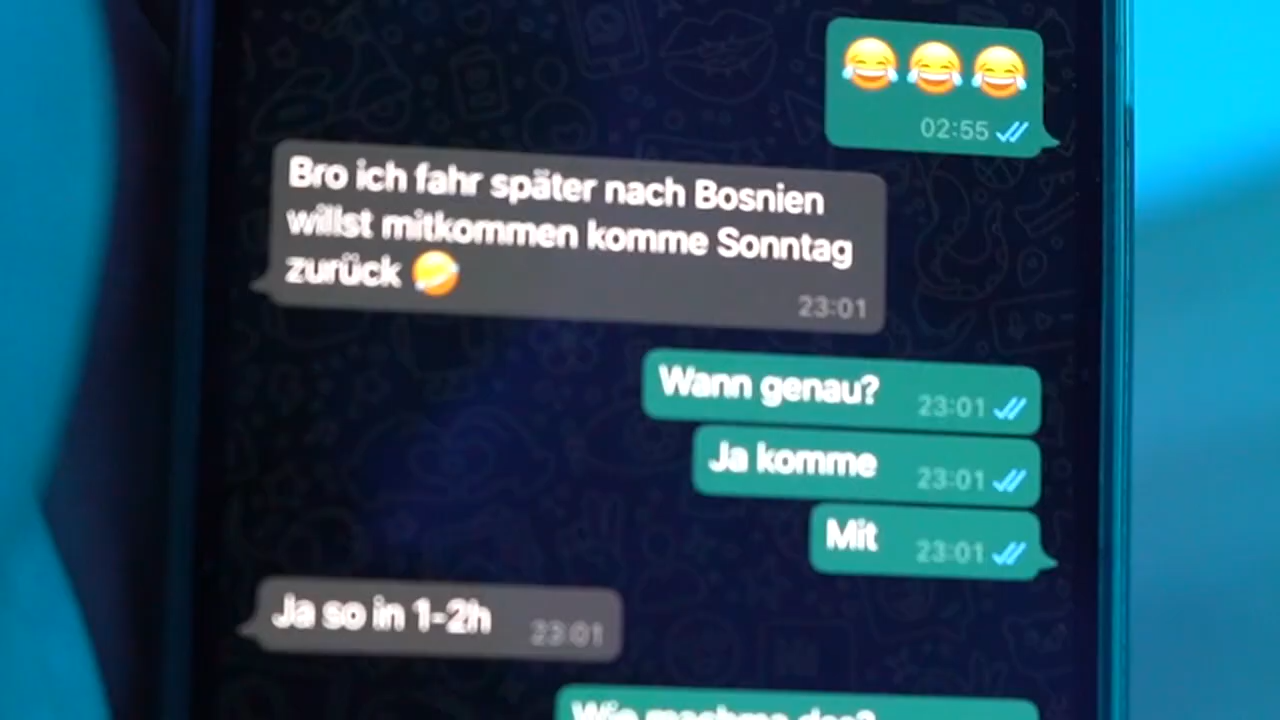 😂😂😂
02:55
Bro ich fahr später nach Bosnien
willst mitkommen komme Sonntag
zurück 😂
23:01
Wann genau? 23:01
Ja komme 23:01
Mit 23:01
Ja so in 1-2h 23:01
Wie